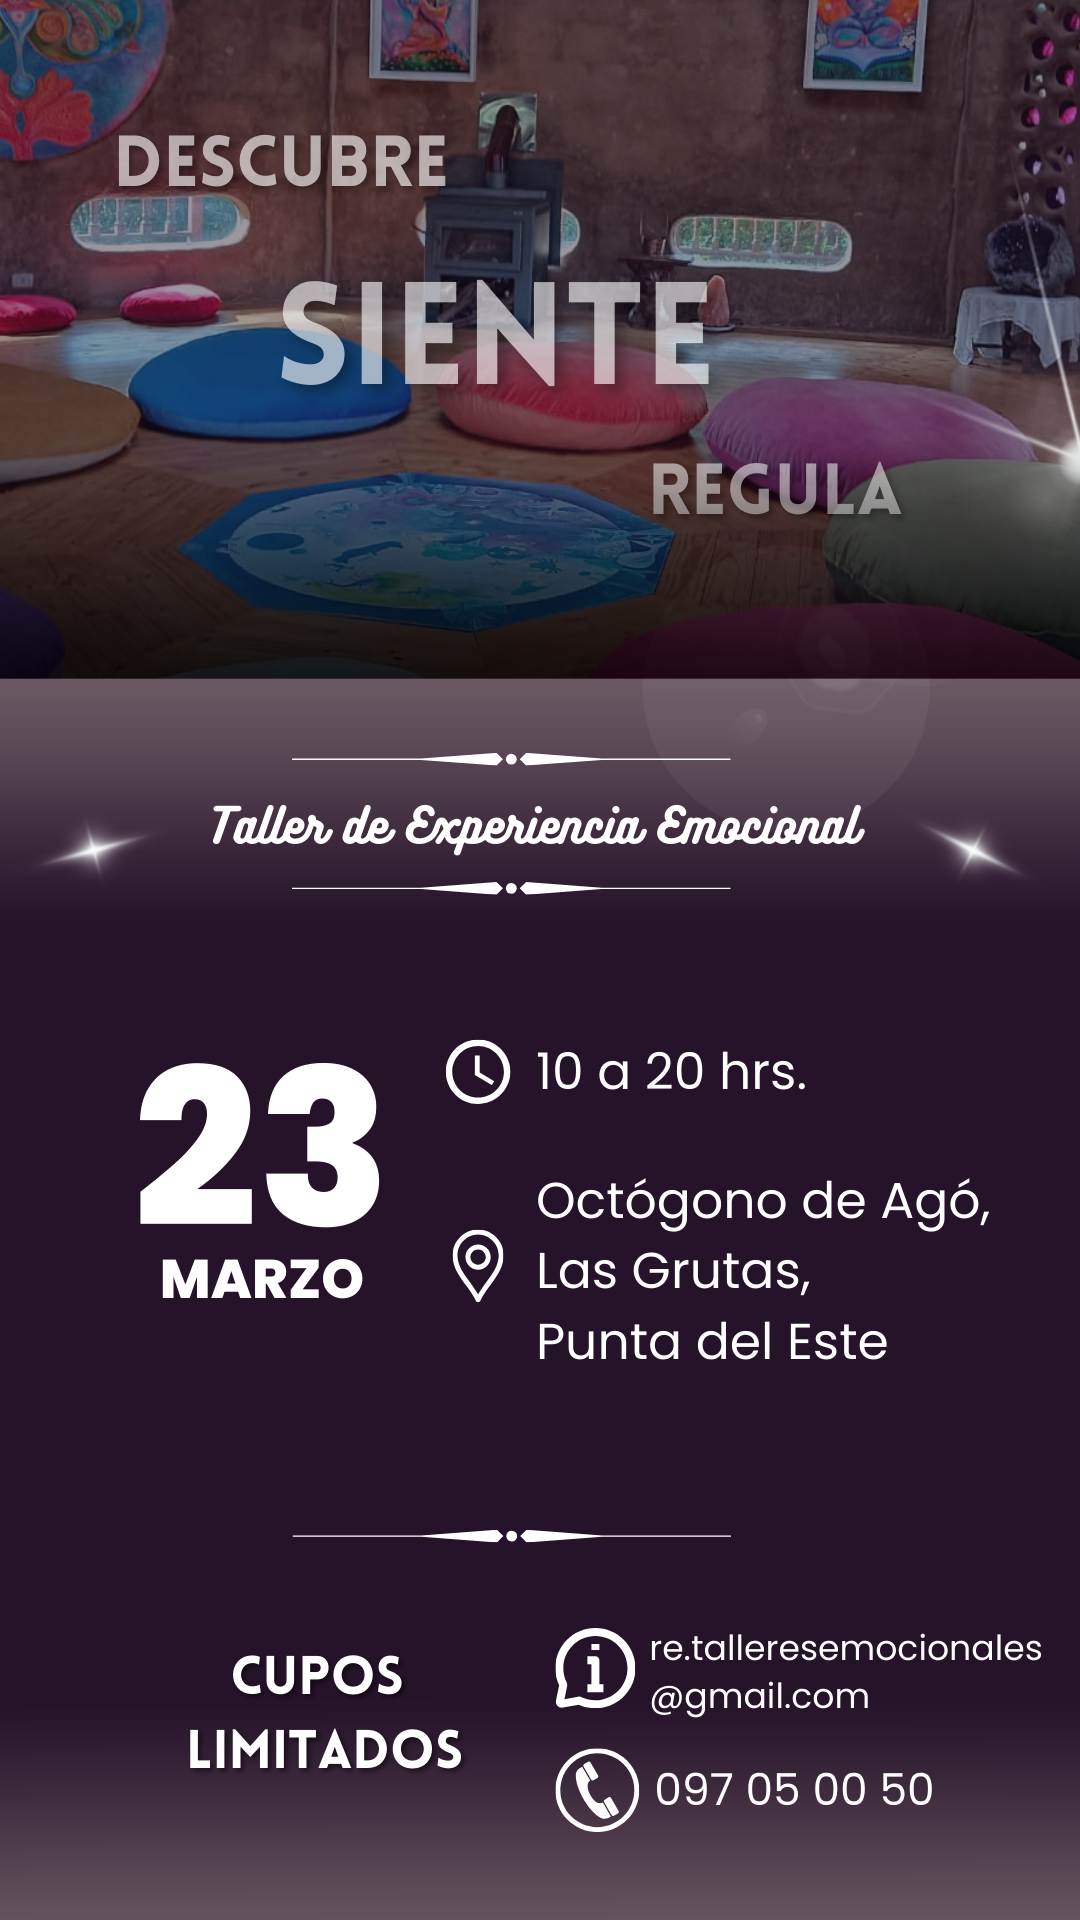 DESCUBRE
SIENTE
REGULA
Taller de Experiencia Emocional
23
MARZO
10 a 20 hrs.
Octógono de Agó,
Las Grutas,
Punta del Este
CUPOS
LIMITADOS
re.talleresemocionales
@gmail.com
097 05 00 50